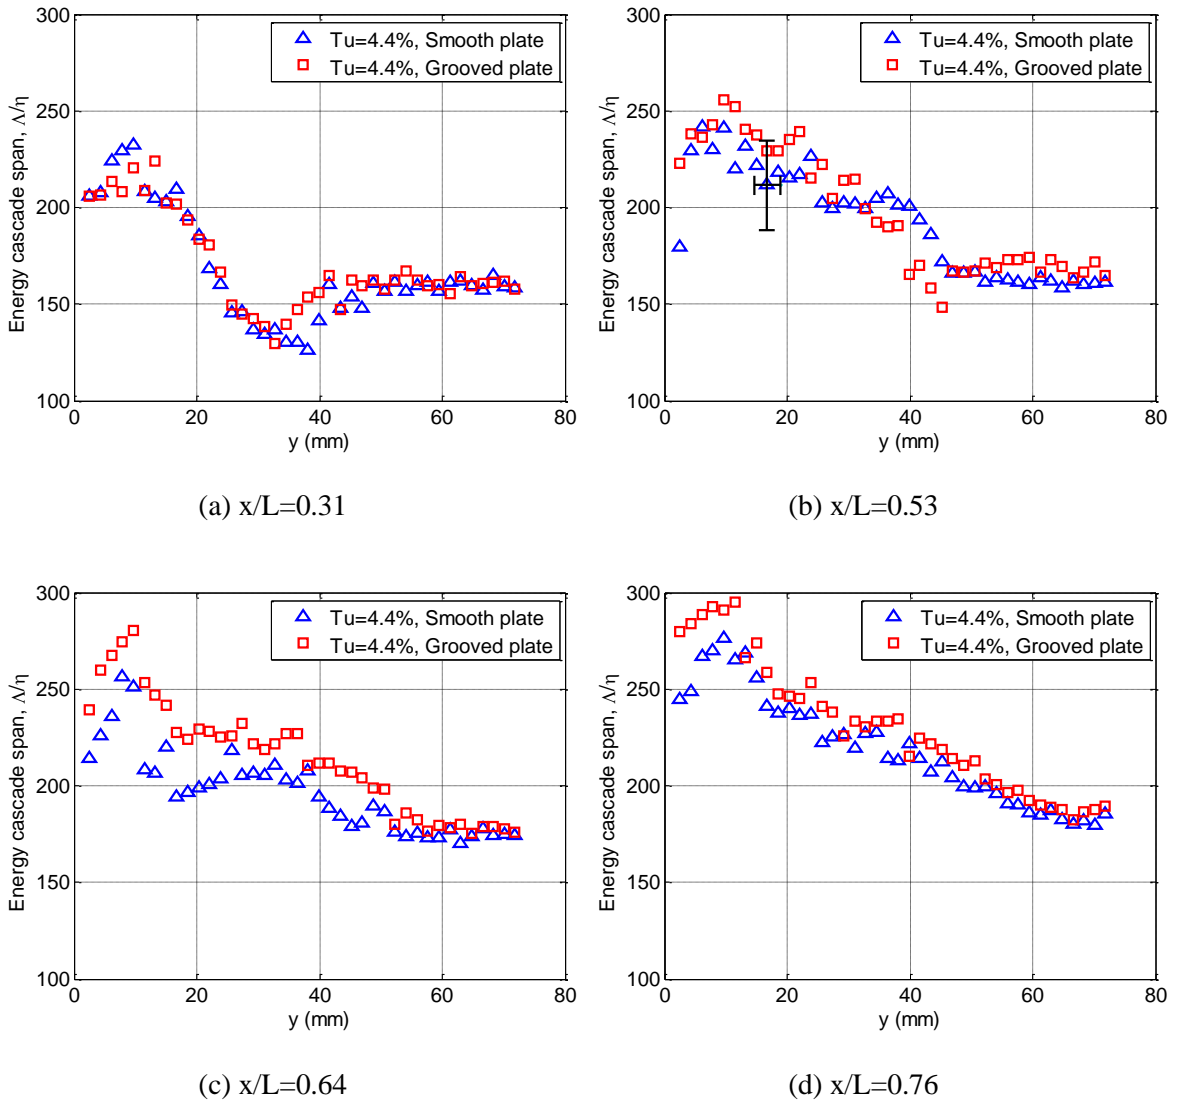 300
250
200
150
100
Energy cascade span, Λ/η
Tu=4.4%, Smooth plate
Tu=4.4%, Grooved plate
0 20 40 60 80
y (mm)
(a) x/L=0.31
300
250
200
150
100
Energy cascade span, Λ/η
Tu=4.4%, Smooth plate
Tu=4.4%, Grooved plate
0 20 40 60 80
y (mm)
(b) x/L=0.53
300
250
200
150
100
Energy cascade span, Λ/η
Tu=4.4%, Smooth plate
Tu=4.4%, Grooved plate
0 20 40 60 80
y (mm)
(c) x/L=0.64
300
250
200
150
100
Energy cascade span, Λ/η
Tu=4.4%, Smooth plate
Tu=4.4%, Grooved plate
0 20 40 60 80
y (mm)
(d) x/L=0.76